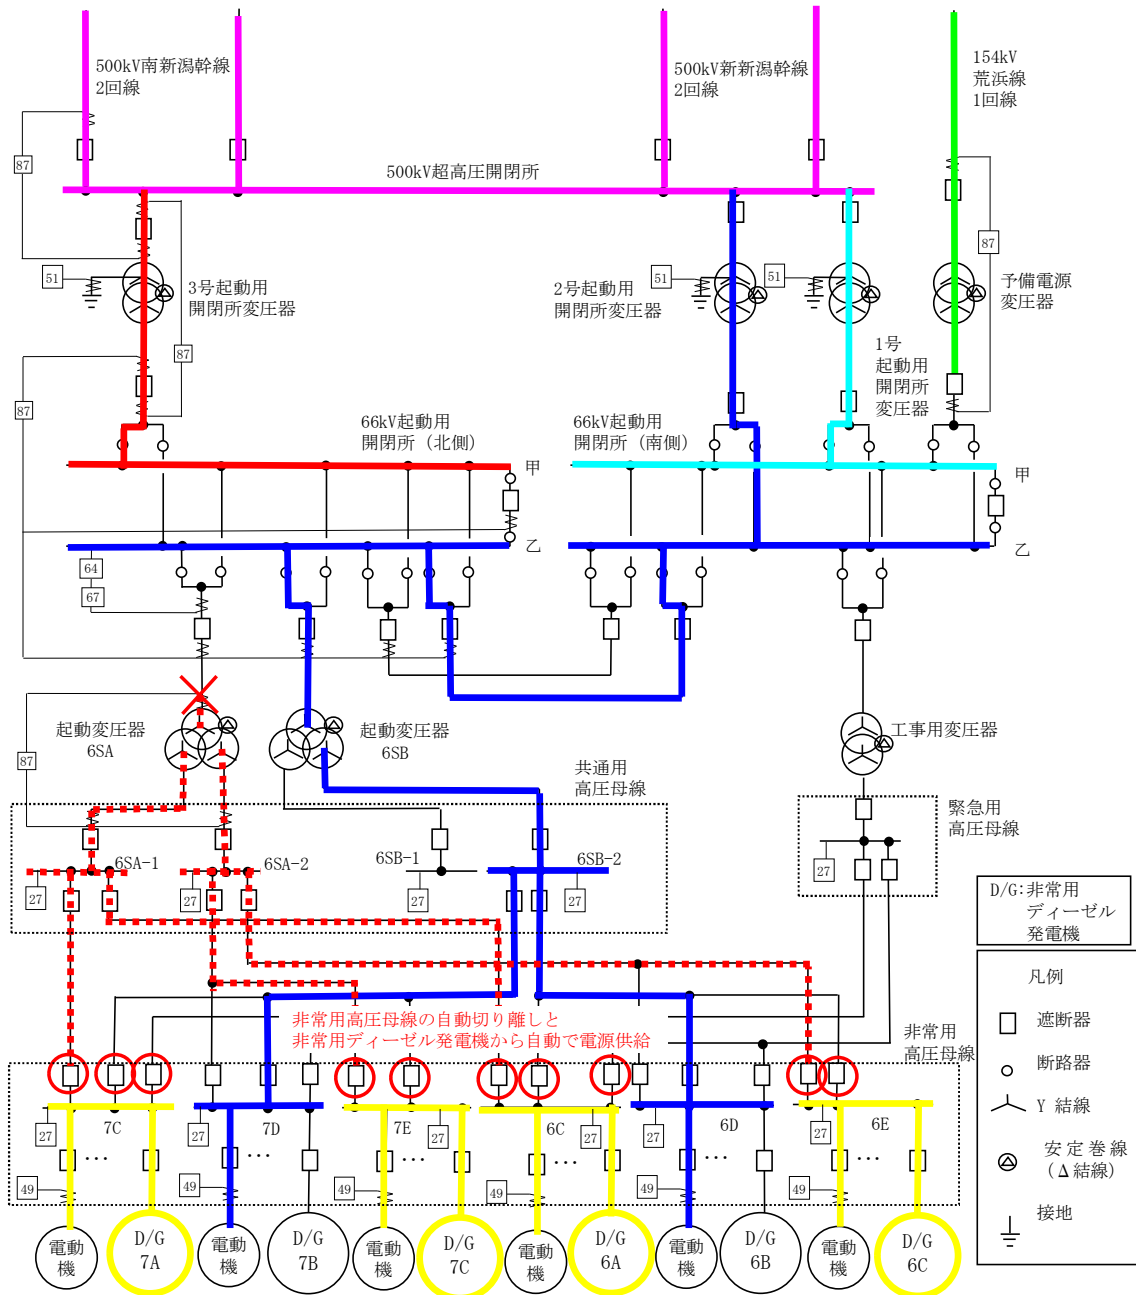 500kV南新潟幹線
2回線
500kV新新潟幹線
2回線
154kV
荒浜線
1回線
87
500kV超高圧開閉所
87
51
3号起動用
開閉所変圧器
51
2号起動用
開閉所変圧器
51
予備電源
変圧器
87
87
1号
起動用
開閉所
変圧器
87
66kV起動用
開閉所（北側）
66kV起動用
開閉所（南側）
甲
甲
乙
乙
64
67
起動変圧器
6SA
起動変圧器
6SB
工事用変圧器
87
共通用
高圧母線
緊急用
高圧母線
6SA-1
6SA-2
6SB-1
6SB-2
27
27
27
27
27
D/G:非常用
ディーゼル
発電機
凡例
遮断器
断路器
Y 結線
安定巻線
(Δ結線)
接地
非常用高圧母線の自動切り離しと
非常用ディーゼル発電機から自動で電源供給
非常用
高圧母線
7C
7D
7E
6C
6D
6E
27
27
27
27
27
27
…
…
…
…
…
…
49
49
49
49
49
49
電動
機
D/G
7A
電動
機
D/G
7B
電動
機
D/G
7C
電動
機
D/G
6A
電動
機
D/G
6B
電動
機
D/G
6C